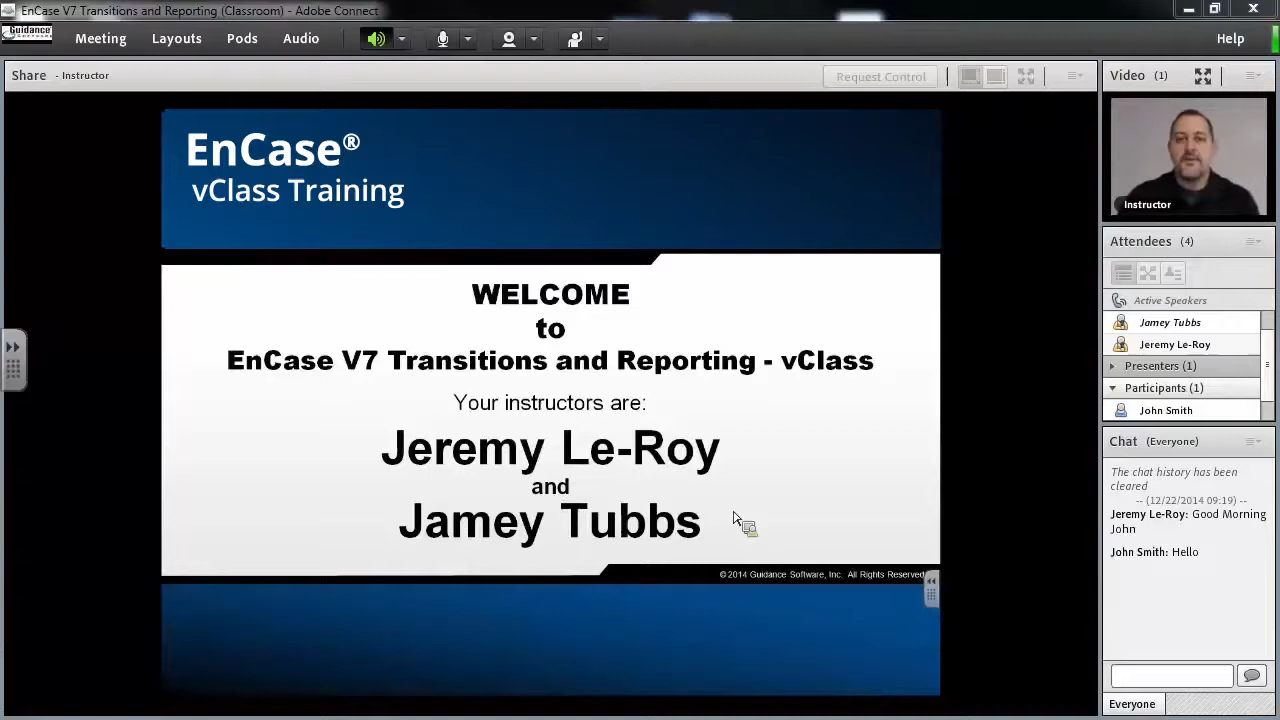 EnCase V7 Transitions and Reporting (Classroom) - Adobe Connect
Guidance
Meeting Layouts Pods Audio Help
Share - Instructor
Request Control
EnCase®
vClass Training
WELCOME
to
EnCase V7 Transitions and Reporting - vClass
Your instructors are:
Jeremy Le-Roy
and
Jamey Tubbs
©2014 Guidance Software, Inc. All Rights Reserved
Video (1)
Instructor
Attendees (4)
Active Speakers
Jamey Tubbs
Jeremy Le-Roy
Presenters (1)
Participants (1)
John Smith
Chat (Everyone)
The chat history has been
cleared
-- (12/22/2014 09:19) --
Jeremy Le-Roy: Good Morning
John
John Smith: Hello
Everyone